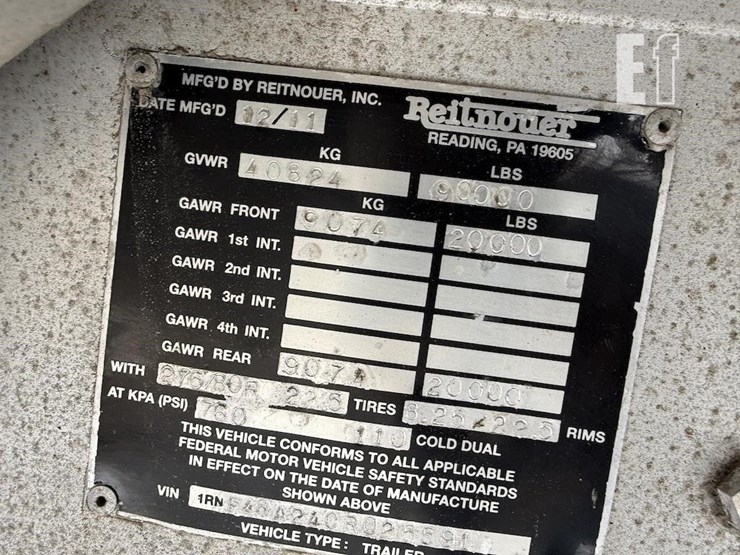 Ef
MFG'D BY REITNOUER, INC.
DATE MFG'D 12/11 Reitnouer
READING, PA 19605
KG LBS
GVWR 40824 90000
KG LBS
GAWR FRONT 9074 20000
GAWR 1st INT.
GAWR 2nd INT.
GAWR 3rd INT.
GAWR 4th INT.
GAWR REAR 9074 20000
WITH 22.5 TIRES 8.25 22.5 RIMS
AT KPA (PSI) 760 110 COLD DUAL
THIS VEHICLE CONFORMS TO ALL APPLICABLE
FEDERAL MOTOR VEHICLE SAFETY STANDARDS
IN EFFECT ON THE DATE OF MANUFACTURE
SHOWN ABOVE
VIN
VEHICLE TYPE: TRAILER